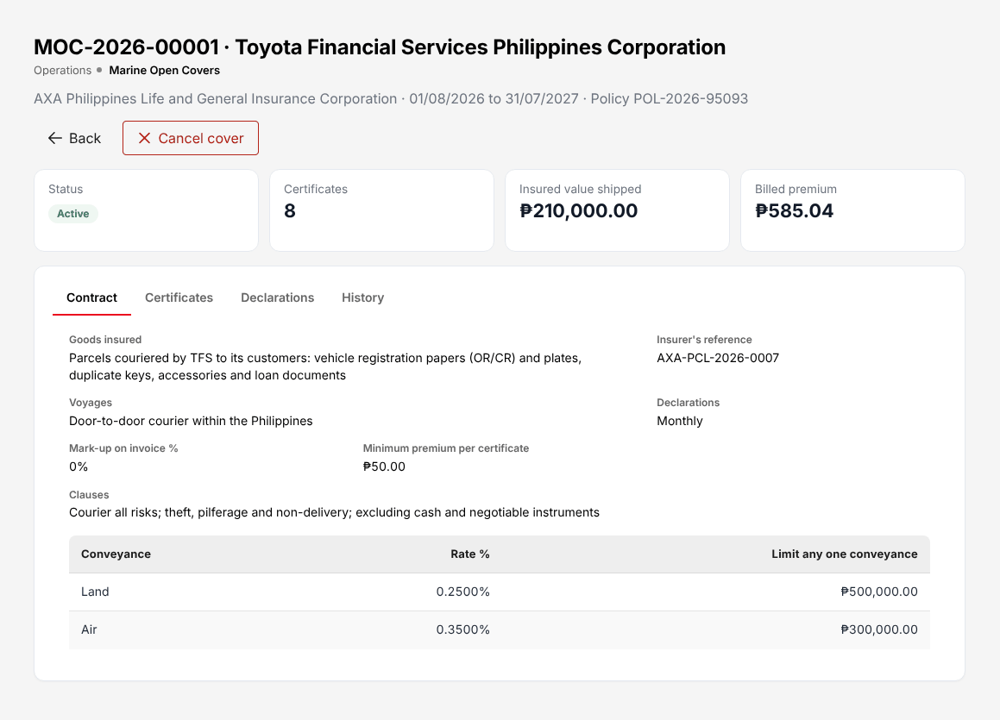 MOC-2026-00001 · Toyota Financial Services Philippines Corporation
Operations • Marine Open Covers
AXA Philippines Life and General Insurance Corporation · 01/08/2026 to 31/07/2027 · Policy POL-2026-95093
← Back
✕ Cancel cover
Status
Active
Certificates
8
Insured value shipped
₱210,000.00
Billed premium
₱585.04
Contract Certificates Declarations History
Goods insured
Parcels couriered by TFS to its customers: vehicle registration papers (OR/CR) and plates,
duplicate keys, accessories and loan documents
Insurer's reference
AXA-PCL-2026-0007
Voyages
Door-to-door courier within the Philippines
Declarations
Monthly
Mark-up on invoice %
0%
Minimum premium per certificate
₱50.00
Clauses
Courier all risks; theft, pilferage and non-delivery; excluding cash and negotiable instruments
Conveyance Rate % Limit any one conveyance
Land 0.2500% ₱500,000.00
Air 0.3500% ₱300,000.00